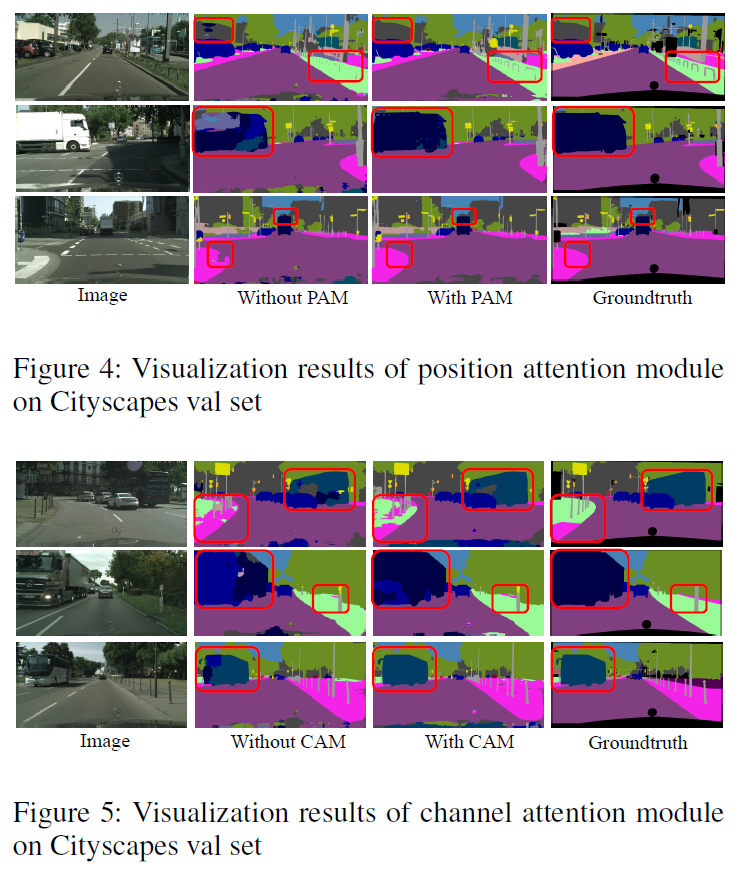 Image Without PAM With PAM Groundtruth
Figure 4: Visualization results of position attention module
on Cityscapes val set
Image Without CAM With CAM Groundtruth
Figure 5: Visualization results of channel attention module
on Cityscapes val set